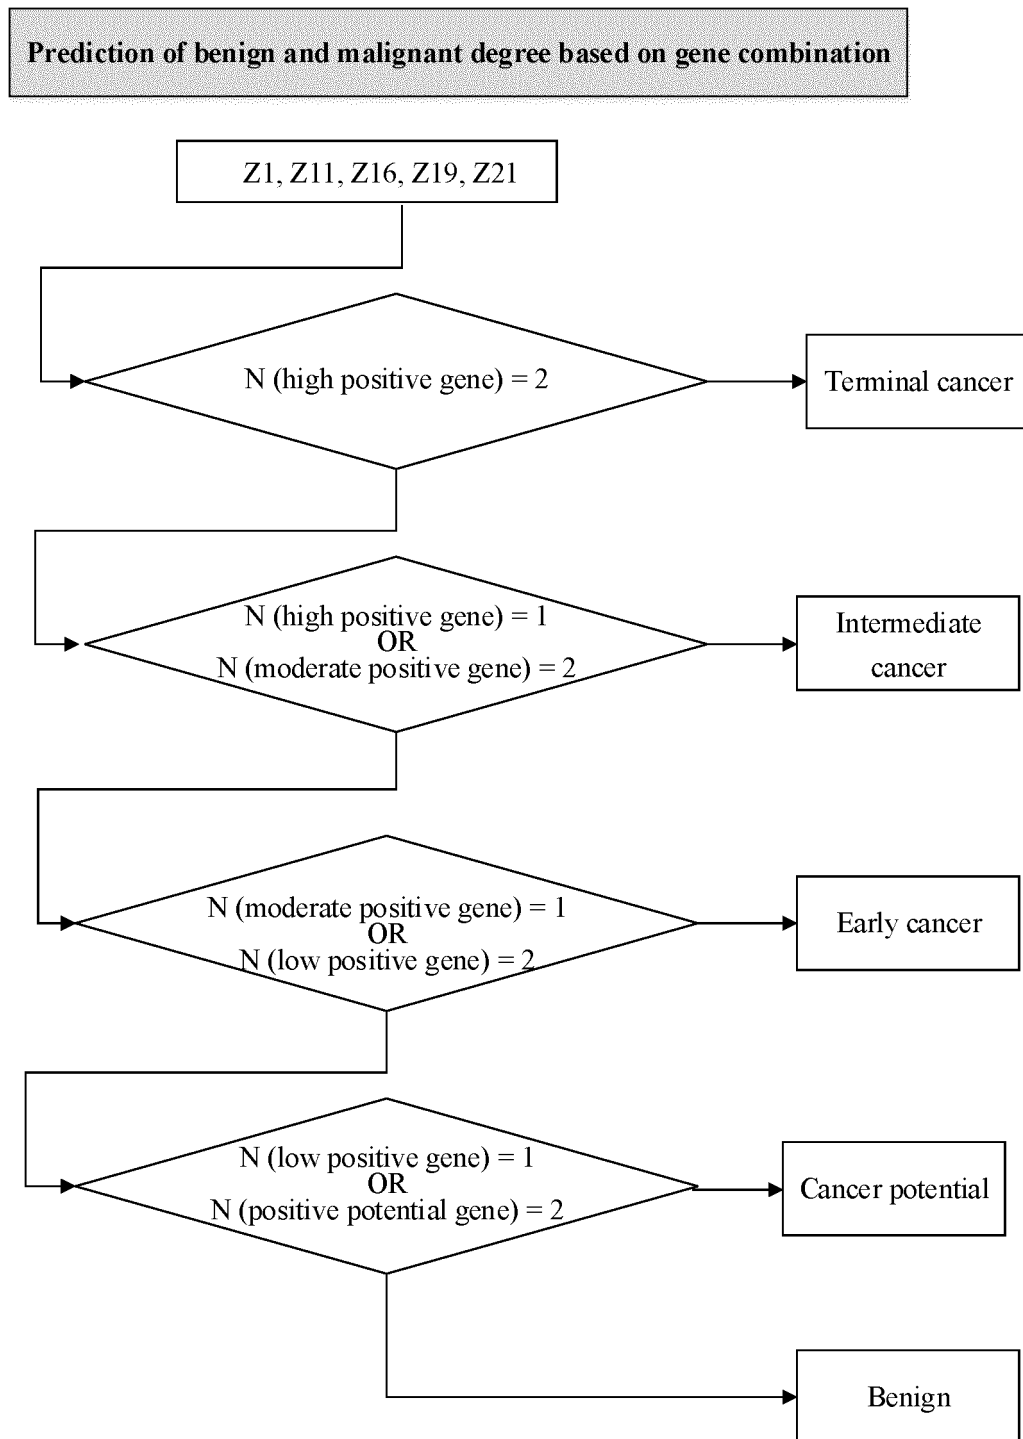 Prediction of benign and malignant degree based on gene combination
Z1, Z11, Z16, Z19, Z21
N (high positive gene) = 2
Terminal cancer
N (high positive gene) = 1
OR
N (moderate positive gene) = 2
Intermediate
cancer
N (moderate positive gene) = 1
OR
N (low positive gene) = 2
Early cancer
N (low positive gene) = 1
OR
N (positive potential gene) = 2
Cancer potential
Benign